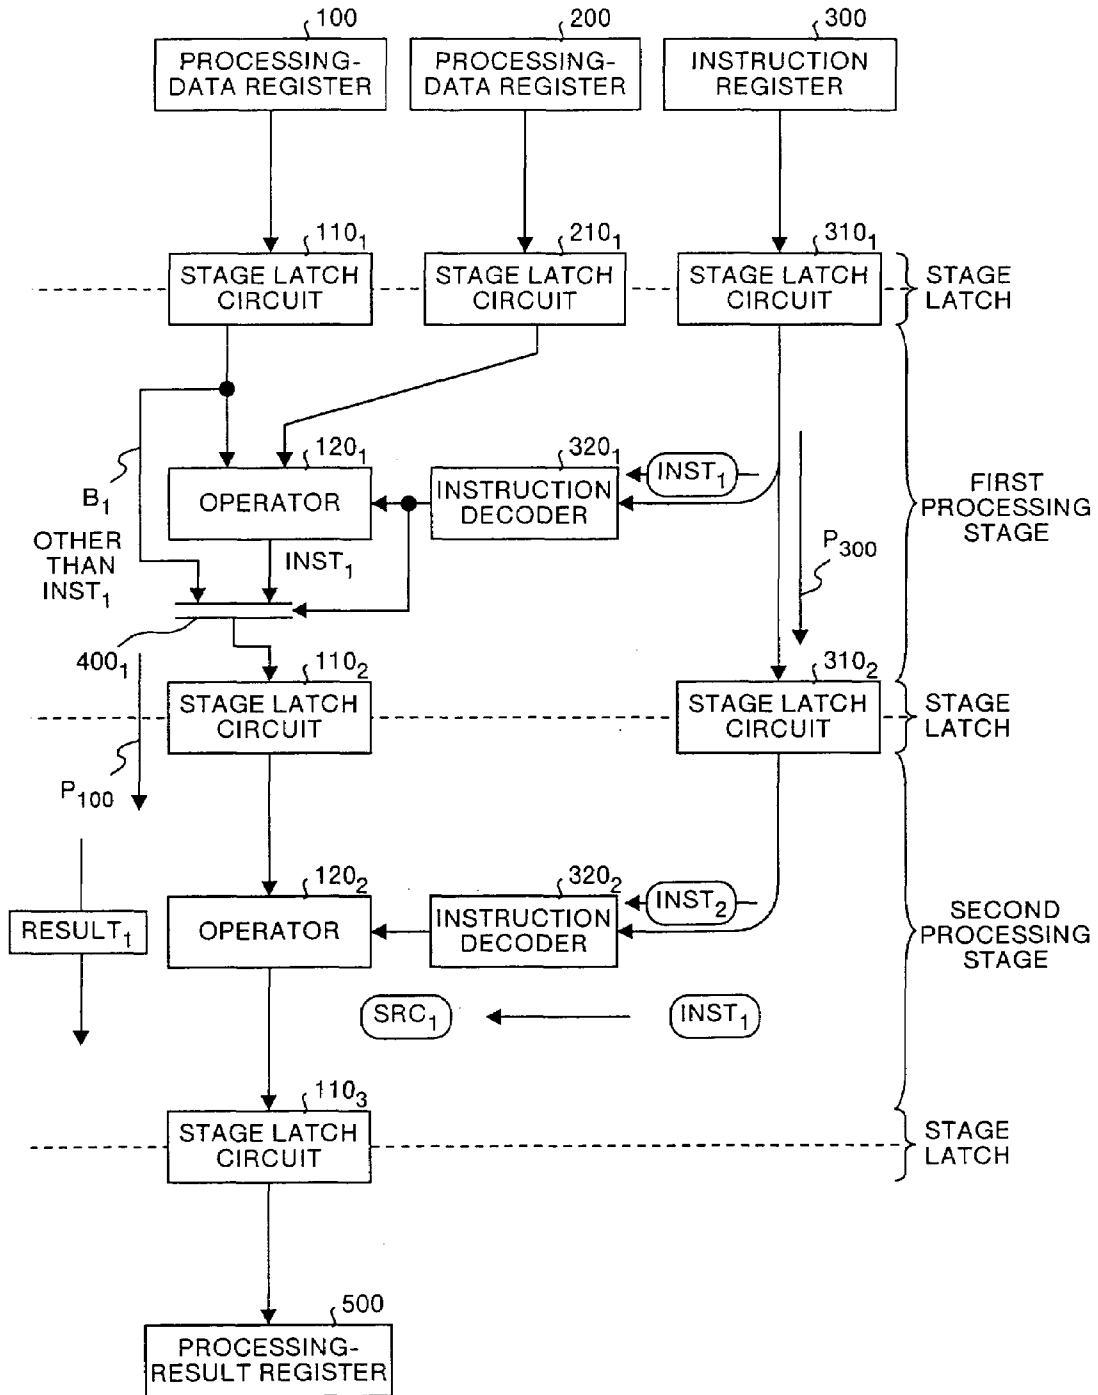 100
200
300
PROCESSING-
DATA REGISTER
PROCESSING-
DATA REGISTER
INSTRUCTION
REGISTER
110₁
210₁
310₁
STAGE LATCH
CIRCUIT
STAGE LATCH
CIRCUIT
STAGE LATCH
CIRCUIT
STAGE
LATCH
B₁
OTHER
THAN
INST₁
120₁
OPERATOR
INST₁
320₁
INSTRUCTION
DECODER
INST₁
P₃₀₀
FIRST
PROCESSING
STAGE
400₁
110₂
STAGE LATCH
CIRCUIT
310₂
STAGE LATCH
CIRCUIT
STAGE
LATCH
P₁₀₀
RESULT₁
120₂
OPERATOR
320₂
INSTRUCTION
DECODER
INST₂
SECOND
PROCESSING
STAGE
SRC₁
INST₁
110₃
STAGE LATCH
CIRCUIT
STAGE
LATCH
500
PROCESSING-
RESULT REGISTER